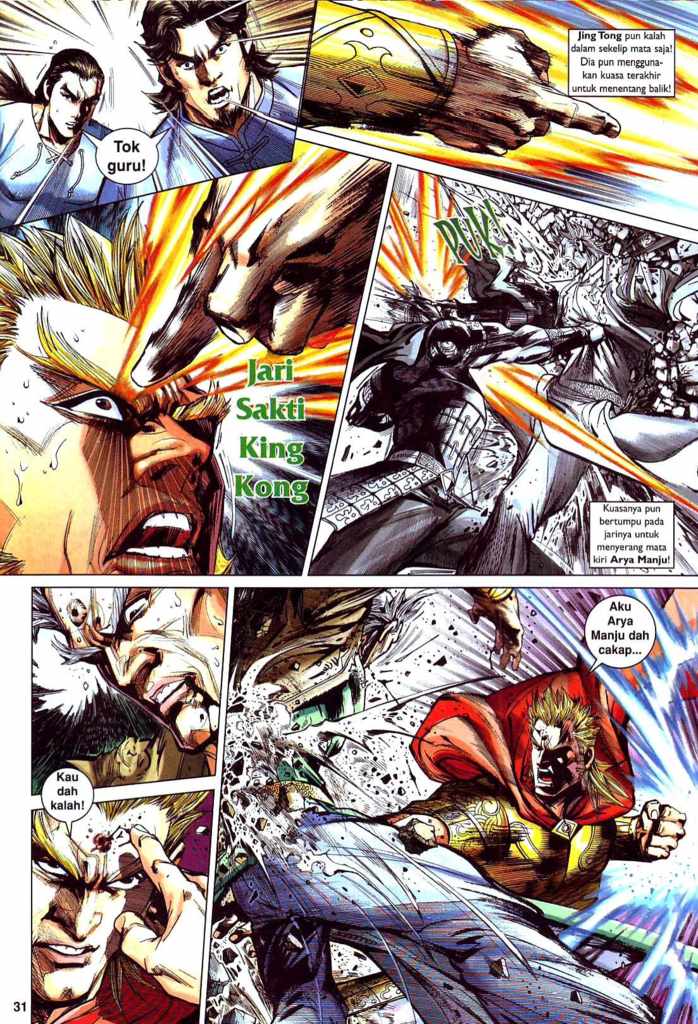 Jing Tong pun kalah
dalam sekelip mata saja!
Dia pun mengguna-
kan kuasa terakhir
untuk menentang balik!
Tok
guru!
PUK!
Jari
Sakti
King
Kong
Kuasanya pun
bertumpu pada
jarinya untuk
menyerang mata
kiri Arya Manju!
Aku
Arya
Manju dah
cakap...
Kau
dah
kalah!
31